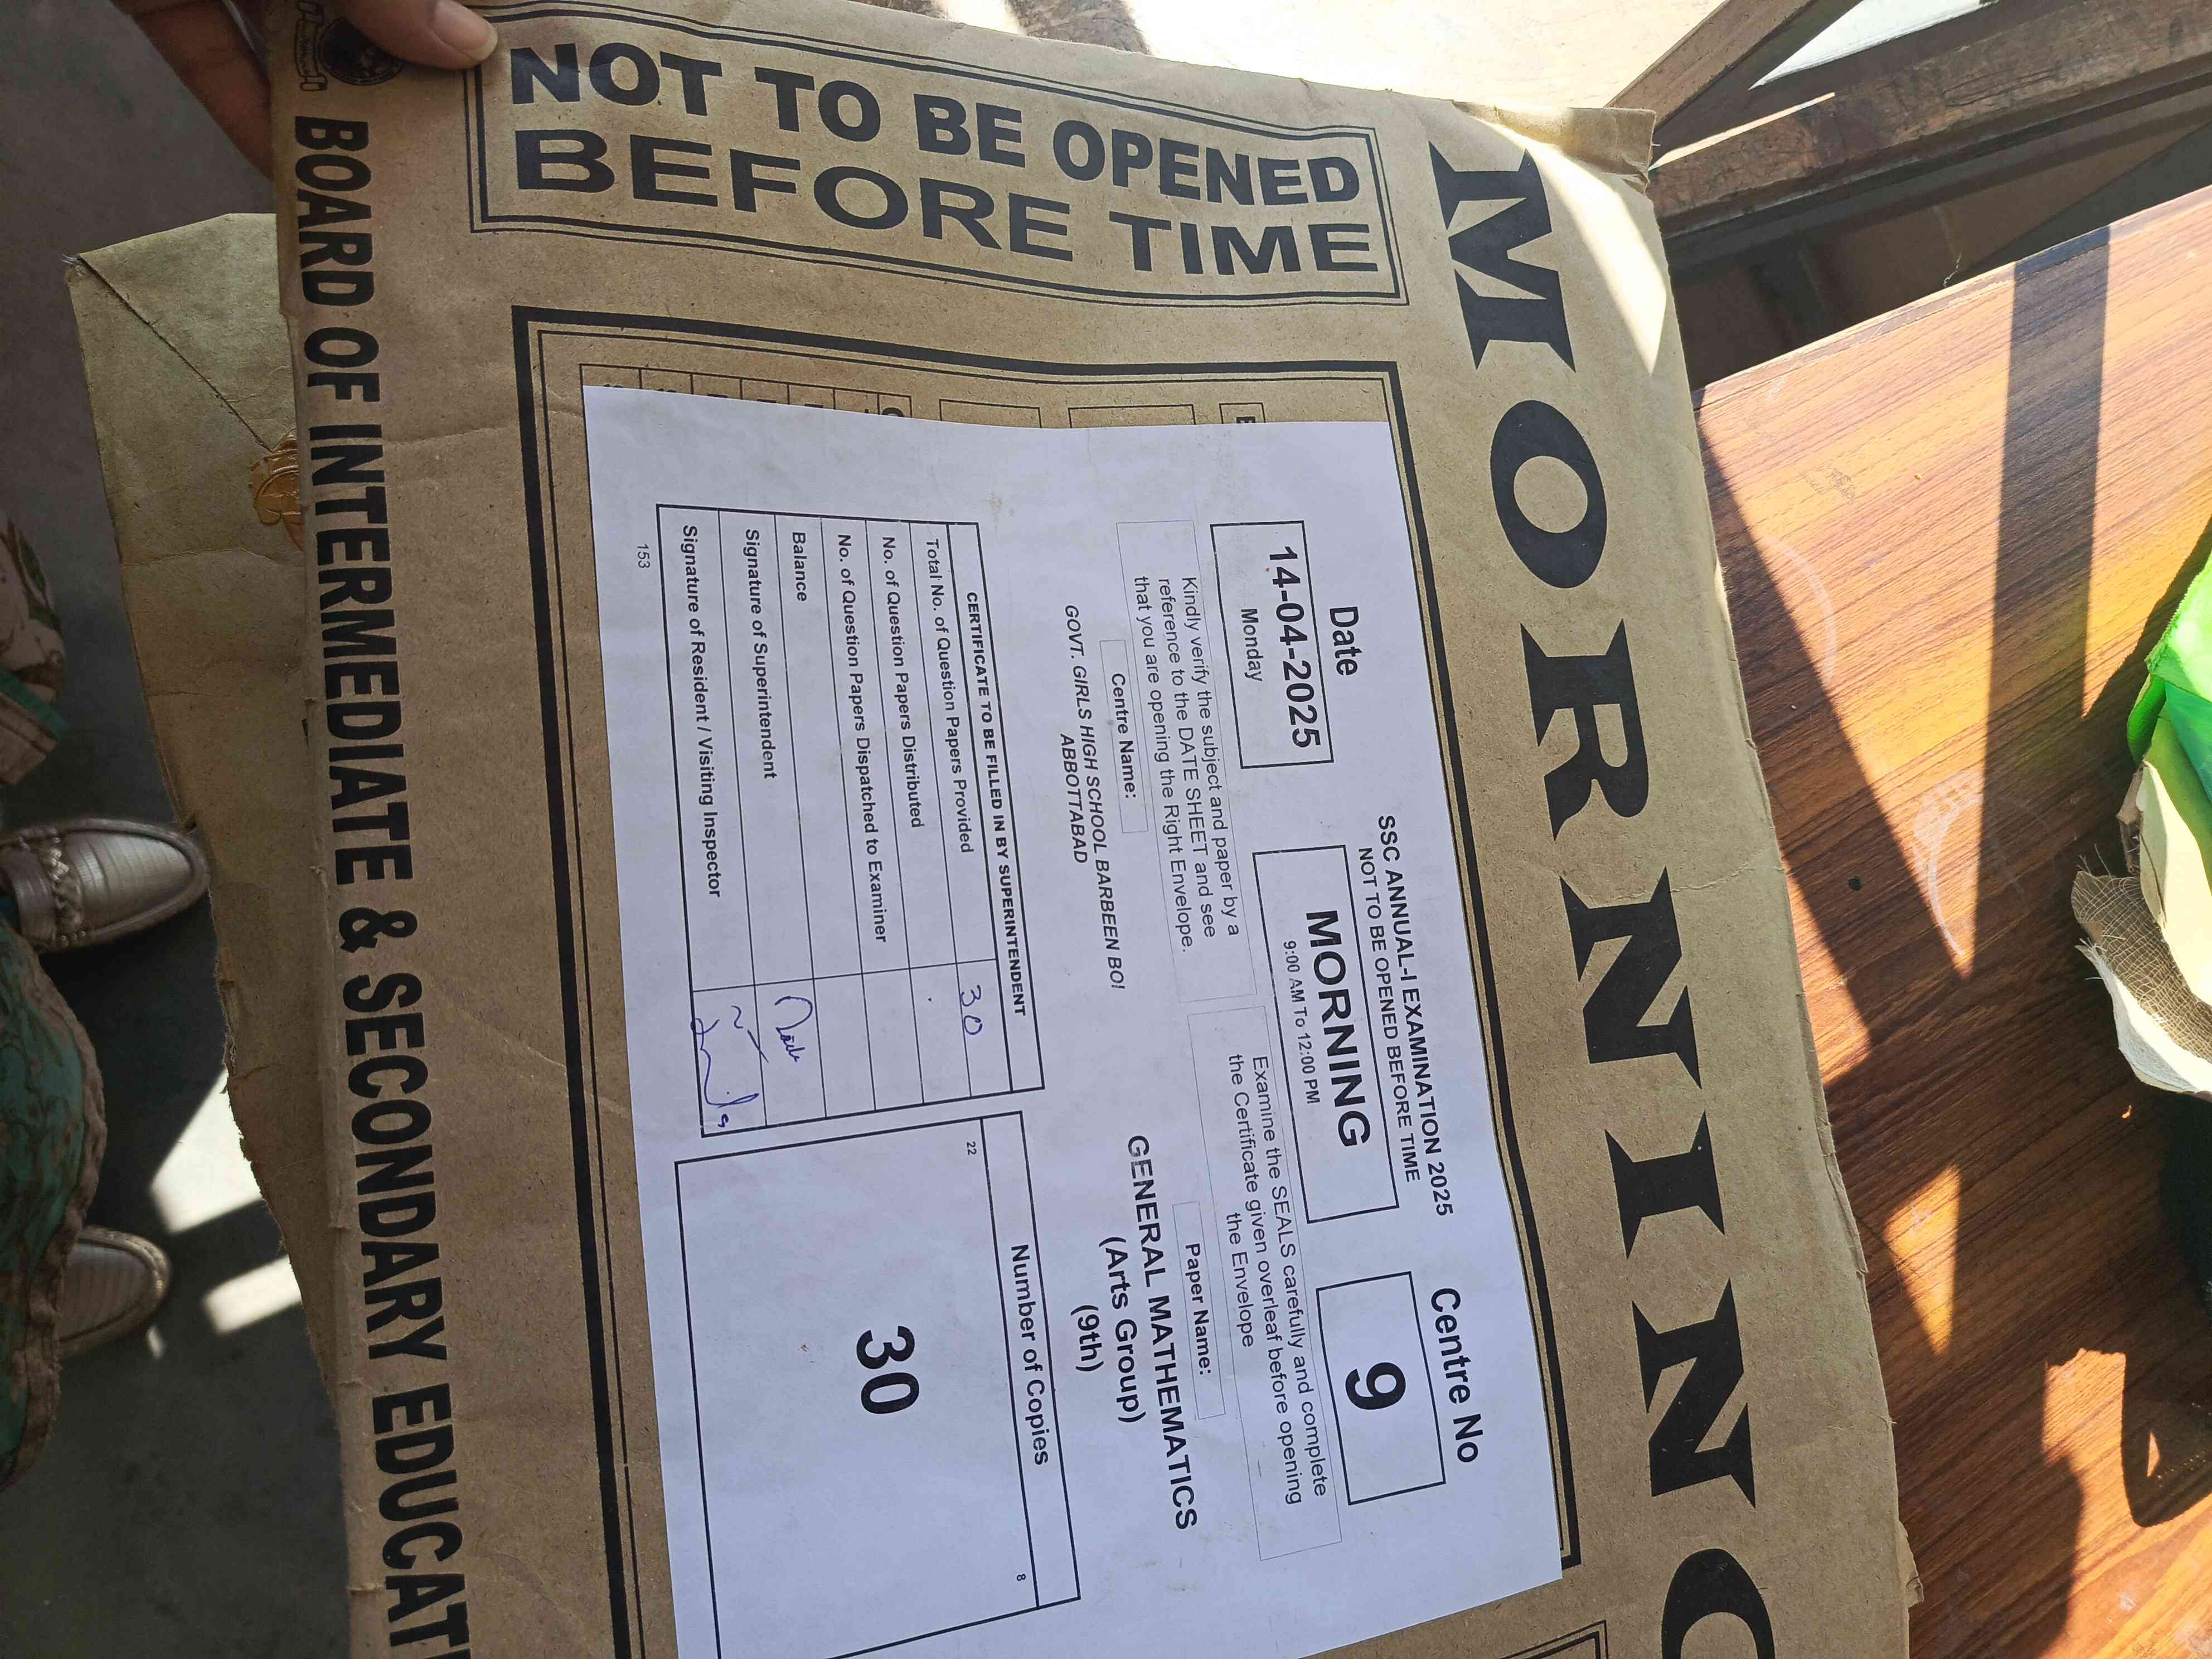 MORNING
NOT TO BE OPENED
BEFORE TIME
SSC ANNUAL-I EXAMINATION 2025
NOT TO BE OPENED BEFORE TIME
Date
14-04-2025
Monday
MORNING
9:00 AM To 12:00 PM
Centre No
9
Kindly verify the subject and paper by a
reference to the DATE SHEET and see
that you are opening the Right Envelope.
Examine the SEALS carefully and complete
the Certificate given overleaf before opening
the Envelope
Centre Name:
GOVT. GIRLS HIGH SCHOOL BARBEEN BOI
ABBOTTABAD
Paper Name:
GENERAL MATHEMATICS
(Arts Group)
(9th)
CERTIFICATE TO BE FILLED IN BY SUPERINTENDENT
Total No. of Question Papers Provided 30
No. of Question Papers Distributed
No. of Question Papers Dispatched to Examiner
Balance
Signature of Superintendent
Signature of Resident / Visiting Inspector
153
Number of Copies
22
8
30
BOARD OF INTERMEDIATE & SECONDARY EDUCAT